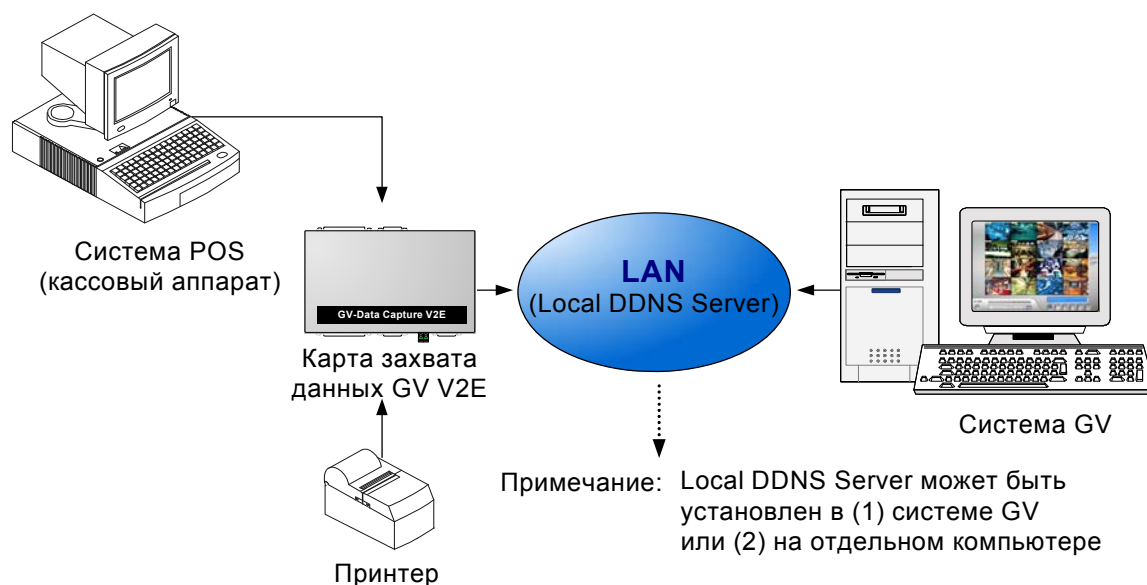 Система POS
(кассовый аппарат)
GV-Data Capture V2E
Карта захвата
данных GV V2E
LAN
(Local DDNS Server)
Система GV
Принтер
Примечание: Local DDNS Server может быть
установлен в (1) системе GV
или (2) на отдельном компьютере